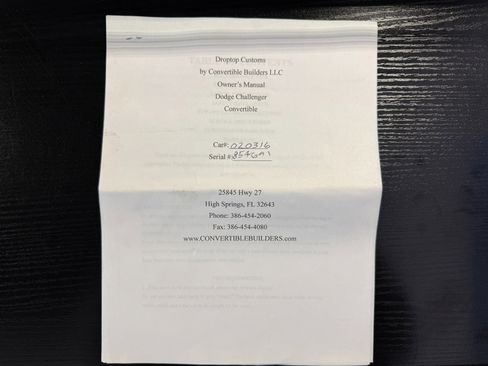 Droptop Customs
by Convertible Builders LLC
Owner's Manual
Dodge Challenger
Convertible
Car#: 020316
Serial #:
25845 Hwy 27
High Springs, FL 32643
Phone: 386-454-2060
Fax: 386-454-4080
www.CONVERTIBLEBUILDERS.com